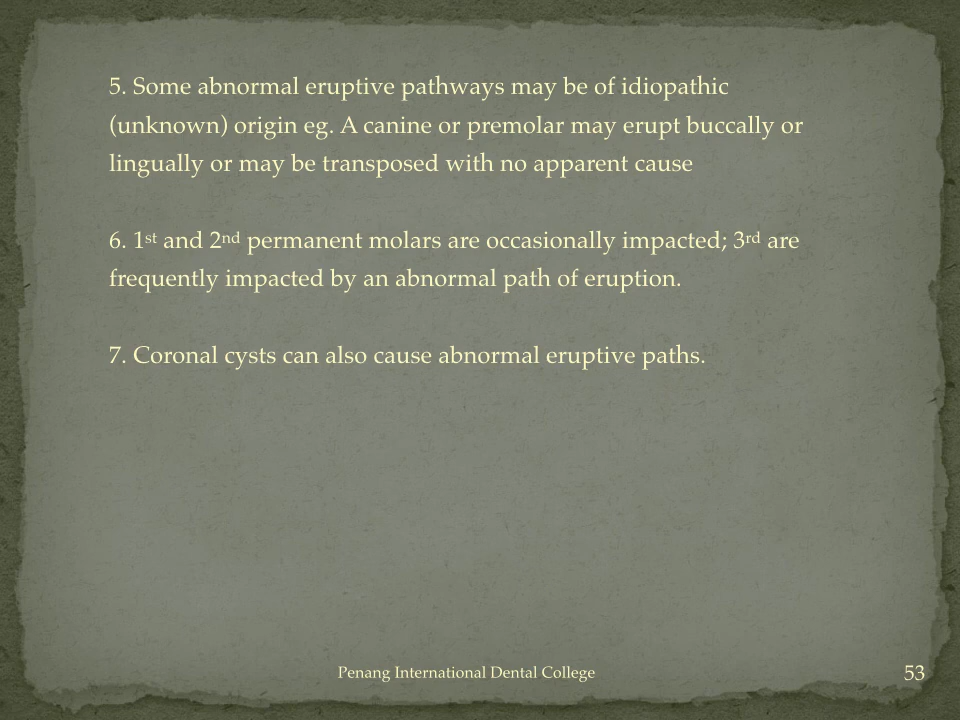 5. Some abnormal eruptive pathways may be of idiopathic
(unknown) origin eg. A canine or premolar may erupt buccally or
lingually or may be transposed with no apparent cause
6. 1st and 2nd permanent molars are occasionally impacted; 3rd are
frequently impacted by an abnormal path of eruption.
7. Coronal cysts can also cause abnormal eruptive paths.
Penang International Dental College
53